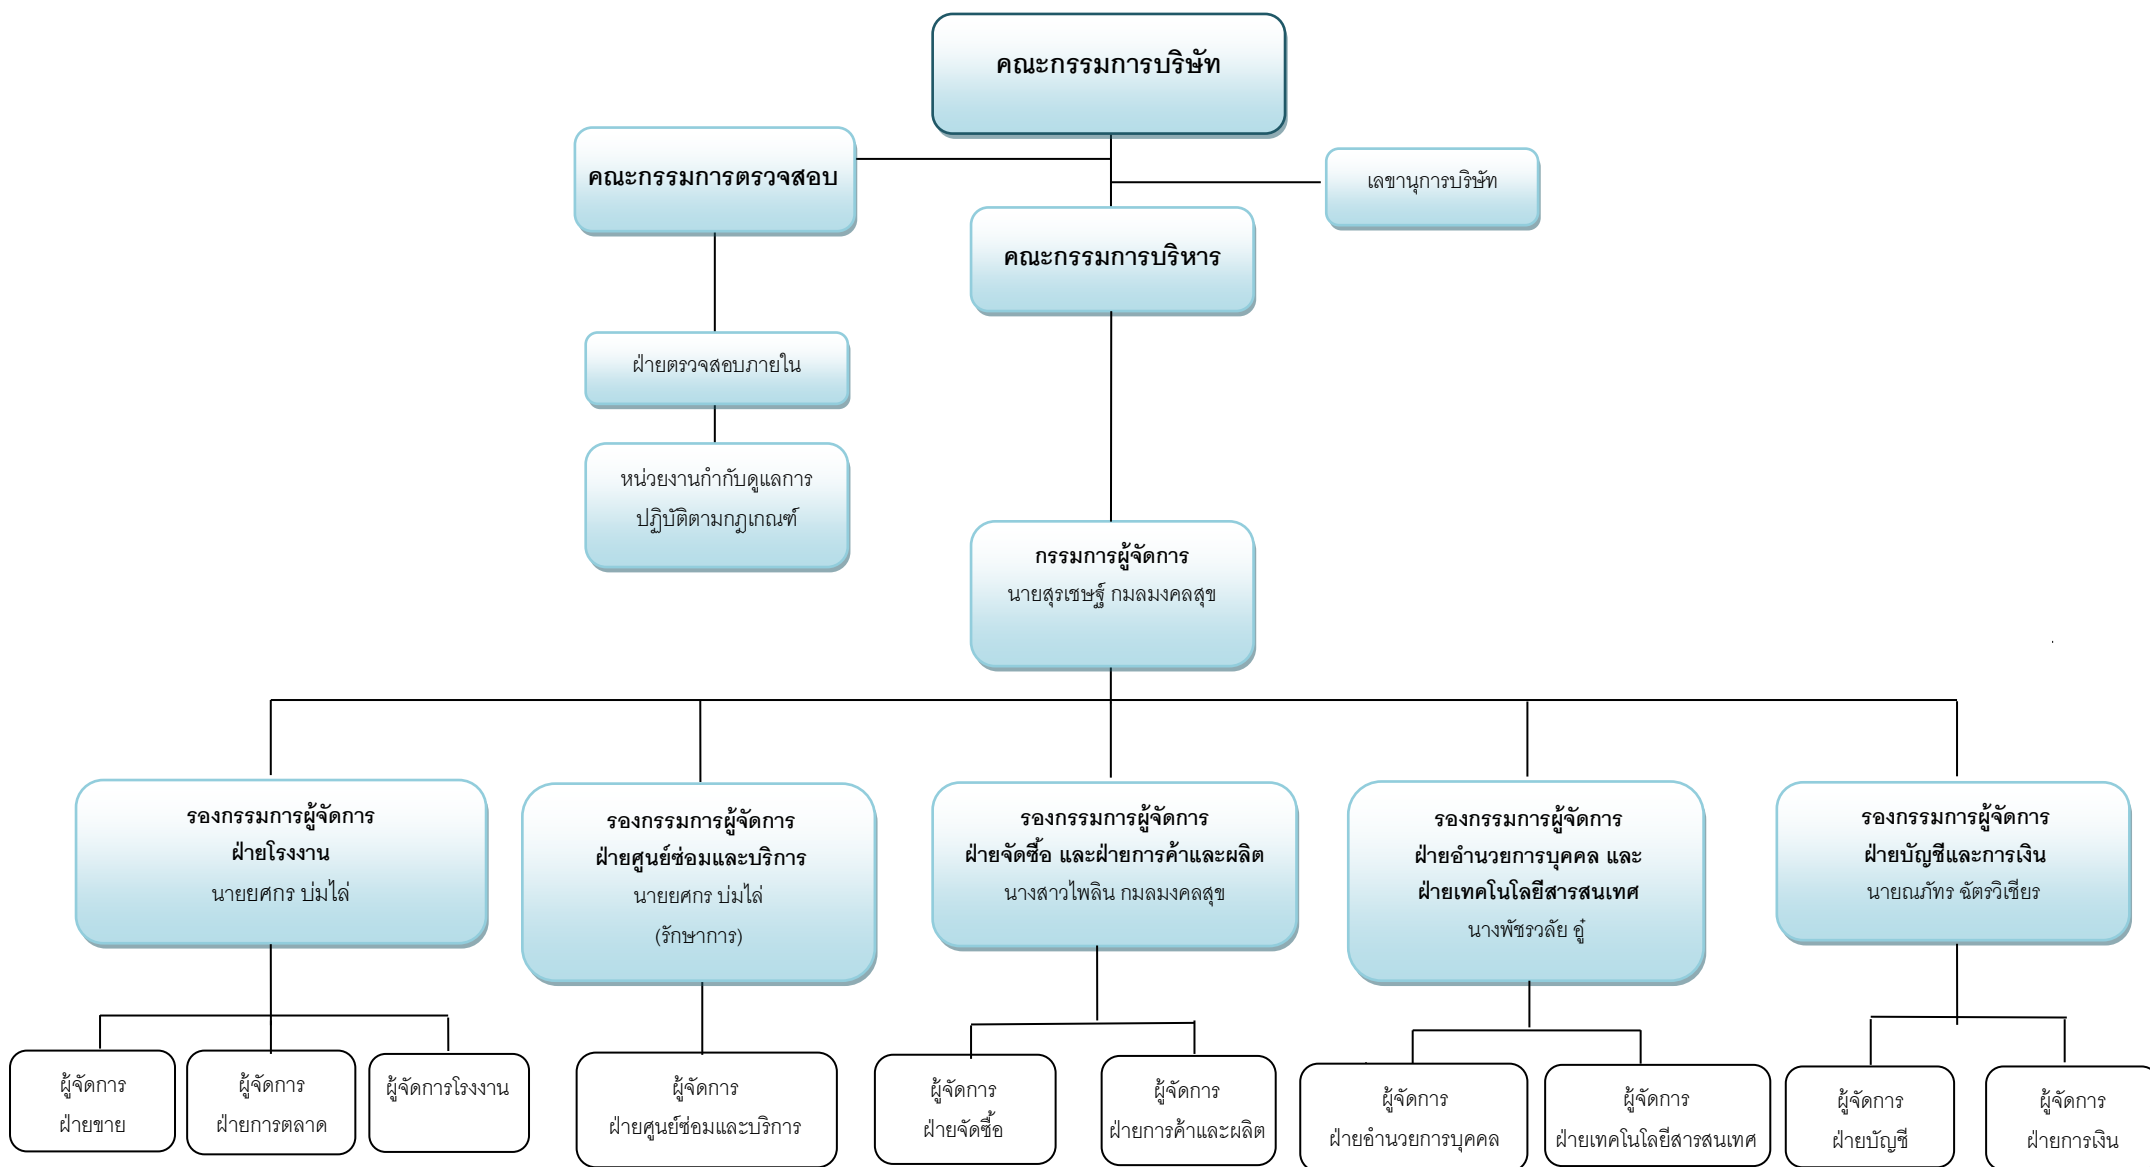 คณะกรรมการบริษัท
คณะกรรมการตรวจสอบ
เลขานุการบริษัท
คณะกรรมการบริหาร
ฝ่ายตรวจสอบภายใน
หน่วยงานกำกับดูแลการ
ปฏิบัติตามกฎเกณฑ์
กรรมการผู้จัดการ
นายสุรเชษฐ์ กมลมงคลสุข
รองกรรมการผู้จัดการ
ฝ่ายโรงงาน
นายยศกร บ่มไล่
รองกรรมการผู้จัดการ
ฝ่ายศูนย์ซ่อมและบริการ
นายยศกร บ่มไล่
(รักษาการ)
รองกรรมการผู้จัดการ
ฝ่ายจัดซื้อ และฝ่ายการค้าและผลิต
นางสาวไพลิน กมลมงคลสุข
รองกรรมการผู้จัดการ
ฝ่ายอำนวยการบุคคล และ
ฝ่ายเทคโนโลยีสารสนเทศ
นางพัชรวลัย อู๋
รองกรรมการผู้จัดการ
ฝ่ายบัญชีและการเงิน
นายณภัทร ฉัตรวิเชียร
ผู้จัดการ
ฝ่ายขาย
ผู้จัดการ
ฝ่ายการตลาด
ผู้จัดการโรงงาน
ผู้จัดการ
ฝ่ายศูนย์ซ่อมและบริการ
ผู้จัดการ
ฝ่ายจัดซื้อ
ผู้จัดการ
ฝ่ายการค้าและผลิต
ผู้จัดการ
ฝ่ายอำนวยการบุคคล
ผู้จัดการ
ฝ่ายเทคโนโลยีสารสนเทศ
ผู้จัดการ
ฝ่ายบัญชี
ผู้จัดการ
ฝ่ายการเงิน